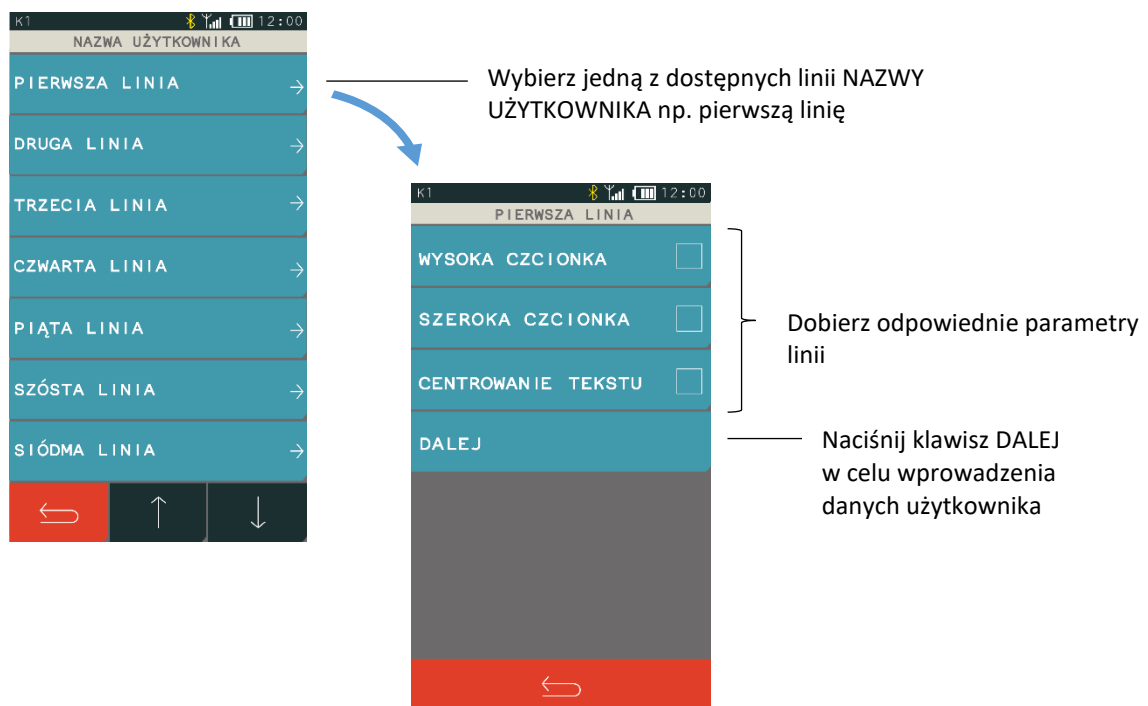 K1 12:00
NAZWA UŻYTKOWNIKA
PIERWSZA LINIA
DRUGA LINIA
TRZECIA LINIA
CZWARTA LINIA
PIĄTA LINIA
SZÓSTA LINIA
SIÓDMA LINIA
Wybierz jedną z dostępnych linii NAZWY
UŻYTKOWNIKA np. pierwszą linię
K1 12:00
PIERWSZA LINIA
WYSOKA CZCIONKA
SZEROKA CZCIONKA
CENTROWANIE TEKSTU
DALEJ
Dobierz odpowiednie parametry
linii
Naciśnij klawisz DALEJ
w celu wprowadzenia
danych użytkownika